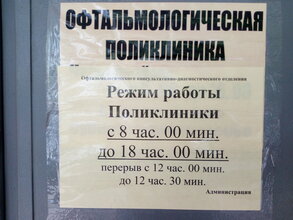 ОФТАЛЬМОЛОГИЧЕСКАЯ
ПОЛИКЛИНИКА
Офтальмологического консультативно-диагностического отделения
Режим работы
Поликлиники
с 8 час. 00 мин.
до 18 час. 00 мин.
перерыв с 12 час. 00 мин.
до 12 час. 30 мин.
Администрация